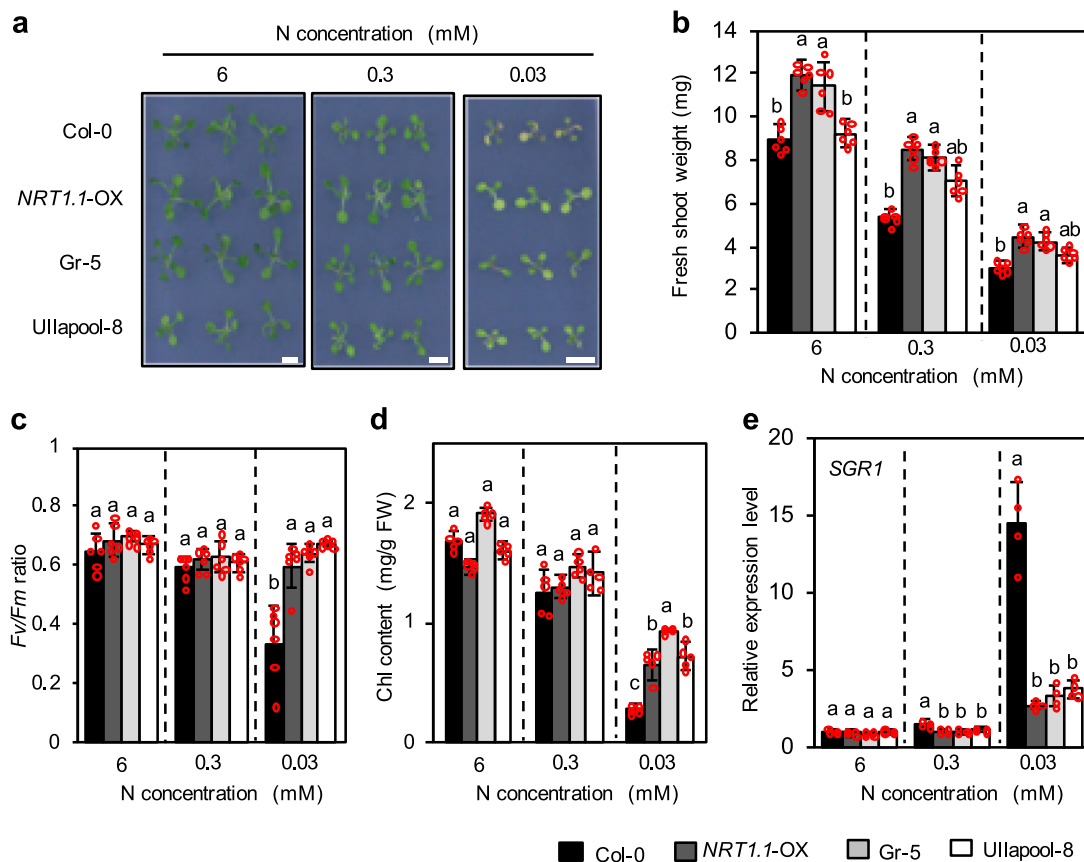 a
N concentration (mM)
6 0.3 0.03
Col-0
NRT1.1-OX
Gr-5
Ullapool-8
b
Fresh shoot weight (mg)
14
12
10
8
6
4
2
0
b a a b
b a a ab
b a a ab
6 0.3 0.03
N concentration (mM)
c
Fv/Fm ratio
1
0.8
0.6
0.4
0.2
0
a a a a
a a a a
b a a a
6 0.3 0.03
N concentration (mM)
d
Chl content (mg/g FW)
2
1
0
a a a a
a a a a
c b a b
6 0.3 0.03
N concentration (mM)
e
SGR1
Relative expression level
20
15
10
5
0
a a a a
a b b b
a b b b
6 0.3 0.03
N concentration (mM)
Col-0 NRT1.1-OX Gr-5 Ullapool-8